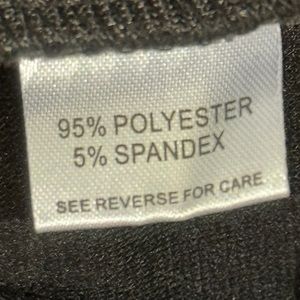 95% POLYESTER
5% SPANDEX
SEE REVERSE FOR CARE